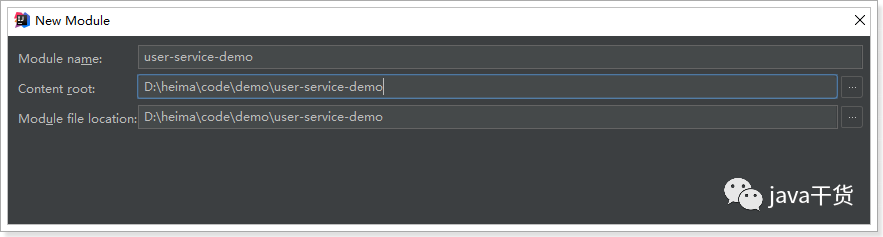 New Module
Module name: user-service-demo
Content root: D:\heima\code\demo\user-service-demo ...
Module file location: D:\heima\code\demo\user-service-demo ...
java干货